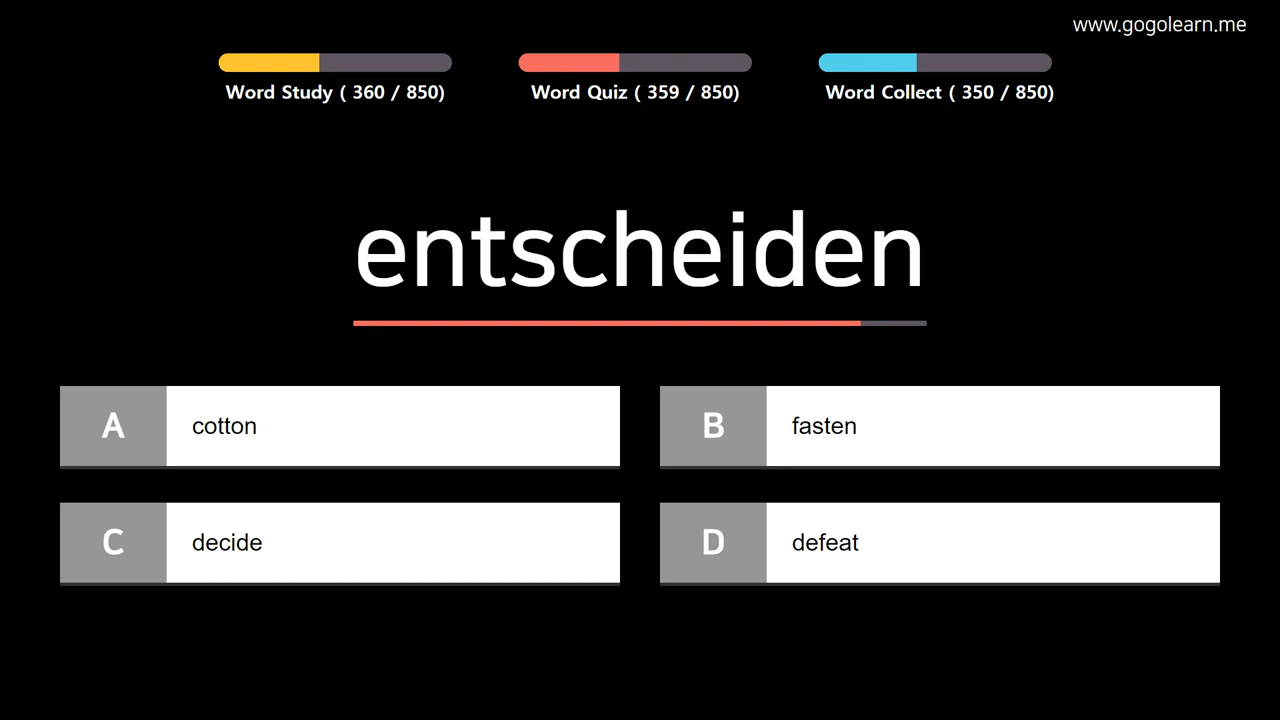 www.gogolearn.me
Word Study ( 360 / 850)
Word Quiz ( 359 / 850)
Word Collect ( 350 / 850)
entscheiden
A cotton
B fasten
C decide
D defeat